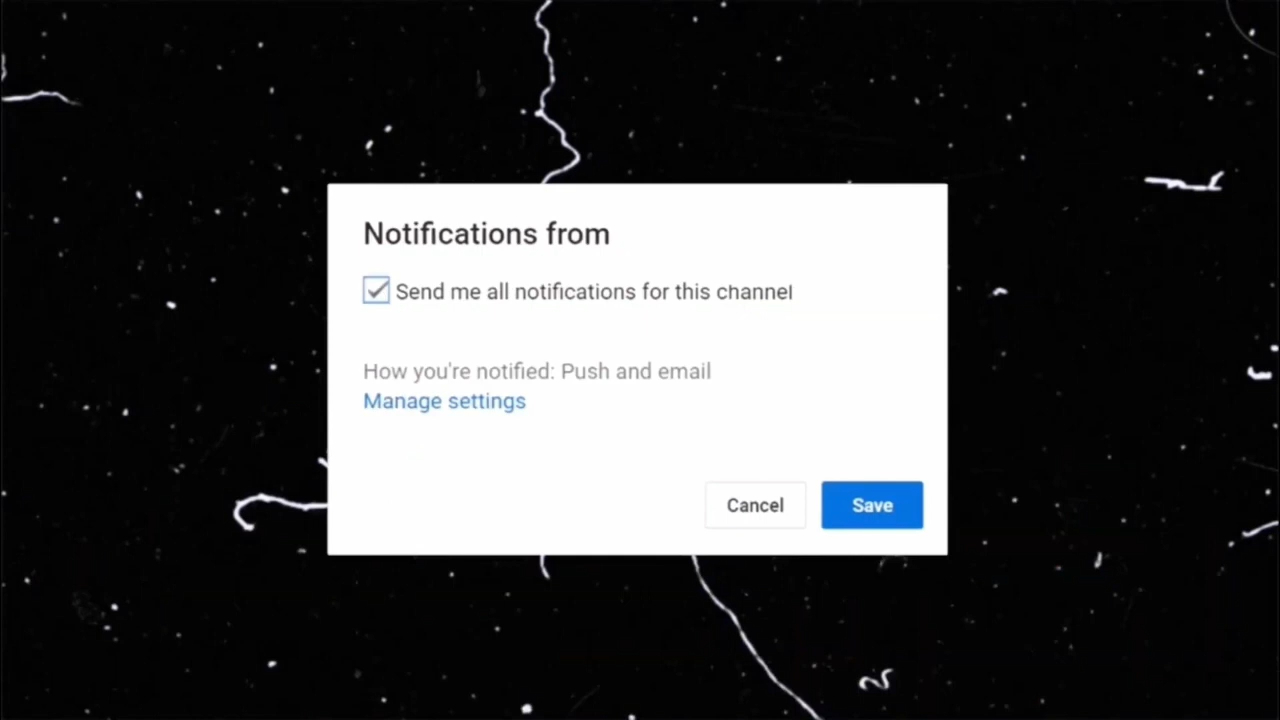 Notifications from
Send me all notifications for this channel
How you're notified: Push and email
Manage settings
Cancel
Save